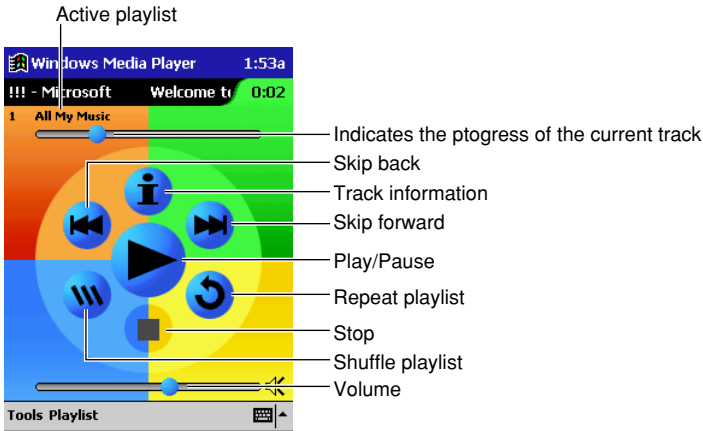 Active playlist
Windows Media Player 1:53a
!!! - Microsoft Welcome to 0:02
1 All My Music
Indicates the ptogress of the current track
Skip back
Track information
Skip forward
Play/Pause
Repeat playlist
Stop
Shuffle playlist
Volume
Tools Playlist